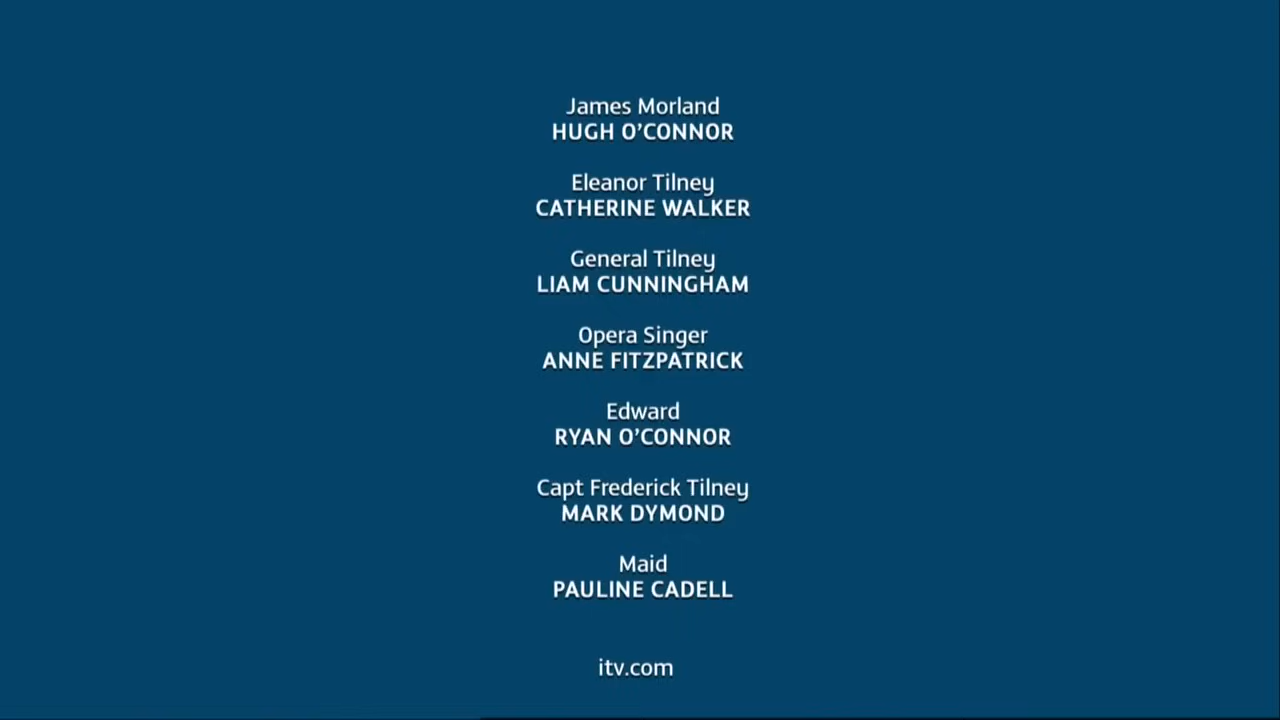 James Morland
HUGH O’CONNOR
Eleanor Tilney
CATHERINE WALKER
General Tilney
LIAM CUNNINGHAM
Opera Singer
ANNE FITZPATRICK
Edward
RYAN O’CONNOR
Capt Frederick Tilney
MARK DYMOND
Maid
PAULINE CADELL
itv.com